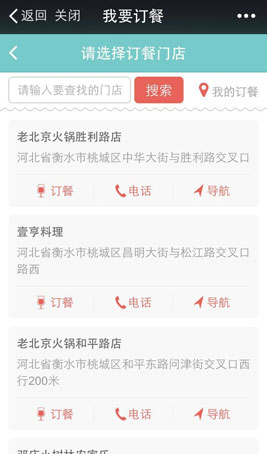 返回 关闭 我要订餐
请选择订餐门店
请输入要查找的门店 搜索 我的订餐
老北京火锅胜利路店
河北省衡水市桃城区中华大街与胜利路交叉口
订餐 电话 导航
壹亨料理
河北省衡水市桃城区昌明大街与松江路交叉口
路西
订餐 电话 导航
老北京火锅和平路店
河北省衡水市桃城区和平东路问津街交叉口西
行200米
订餐 电话 导航